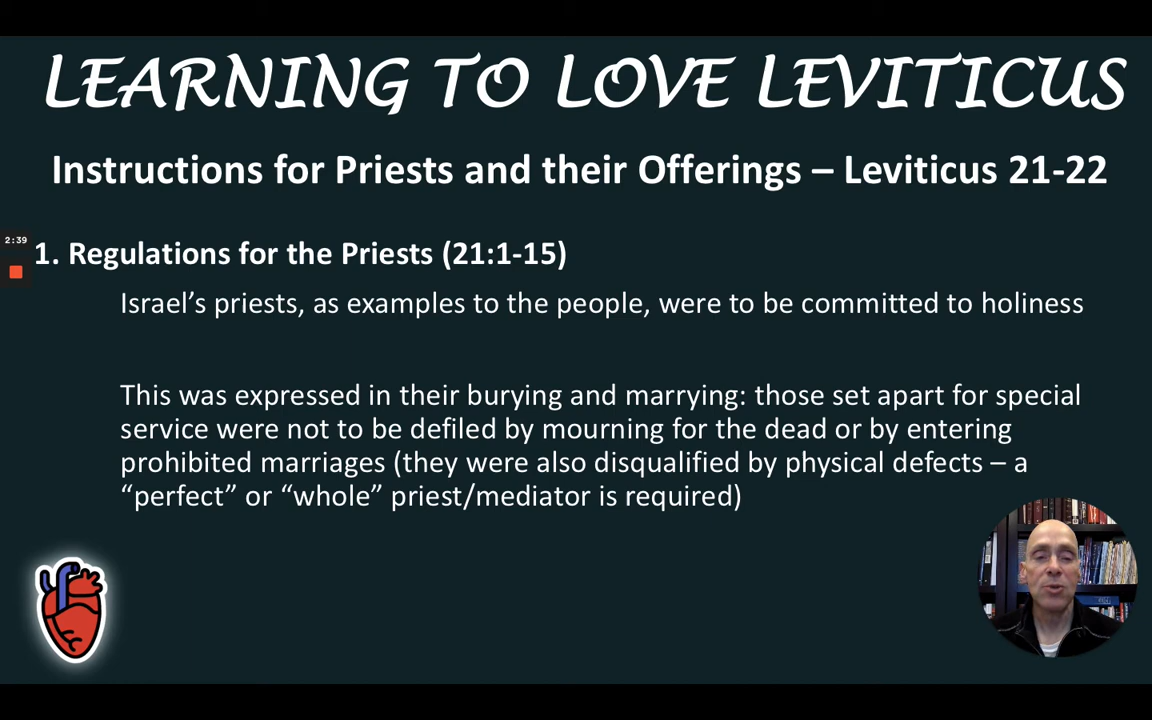 LEARNING TO LOVE LEVITICUS
Instructions for Priests and their Offerings – Leviticus 21-22
2:39
1. Regulations for the Priests (21:1-15)
Israel’s priests, as examples to the people, were to be committed to holiness
This was expressed in their burying and marrying: those set apart for special
service were not to be defiled by mourning for the dead or by entering
prohibited marriages (they were also disqualified by physical defects – a
“perfect” or “whole” priest/mediator is required)